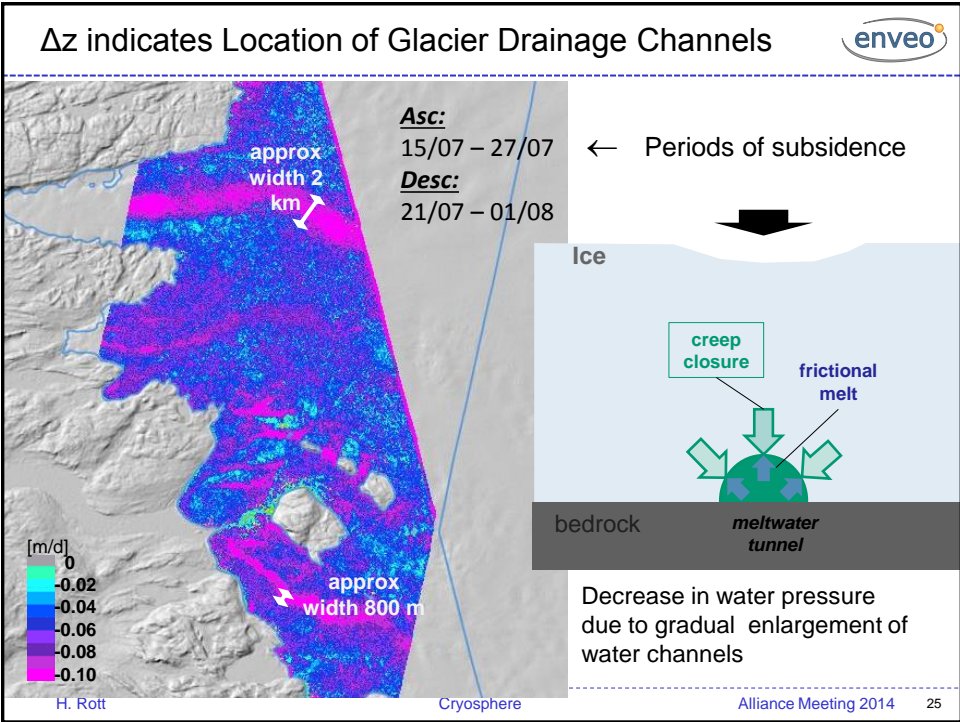 Δz indicates Location of Glacier Drainage Channels
enveo
Asc:
15/07 – 27/07
Desc:
21/07 – 01/08
← Periods of subsidence
approx
width 2
km
Ice
creep
closure
frictional
melt
bedrock
meltwater
tunnel
[m/d]
0
-0.02
-0.04
-0.06
-0.08
-0.10
approx
width 800 m
Decrease in water pressure
due to gradual enlargement of
water channels
H. Rott
Cryosphere
Alliance Meeting 2014
25